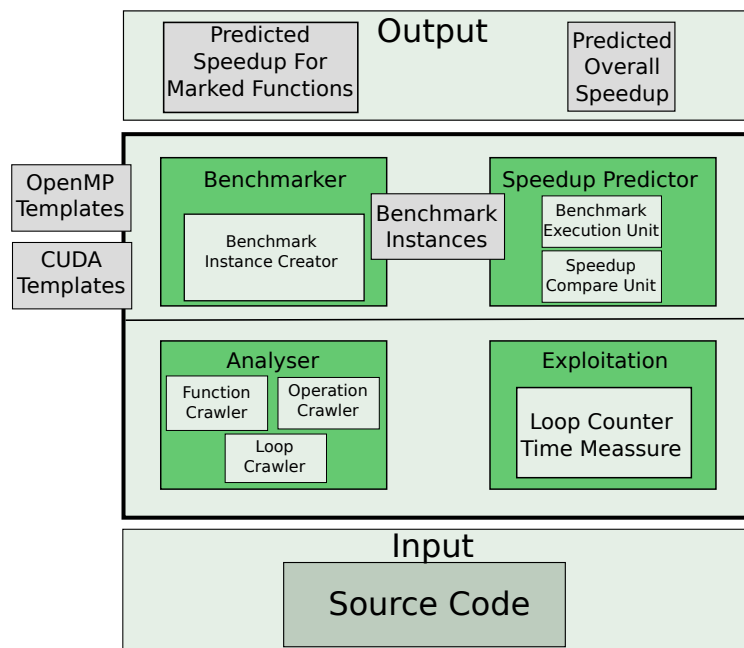 Output
Predicted
Speedup For
Marked Functions
Predicted
Overall
Speedup
OpenMP
Templates
CUDA
Templates
Benchmarker
Benchmark
Instance Creator
Benchmark
Instances
Speedup Predictor
Benchmark
Execution Unit
Speedup
Compare Unit
Analyser
Function
Crawler
Operation
Crawler
Loop
Crawler
Exploitation
Loop Counter
Time Meassure
Input
Source Code